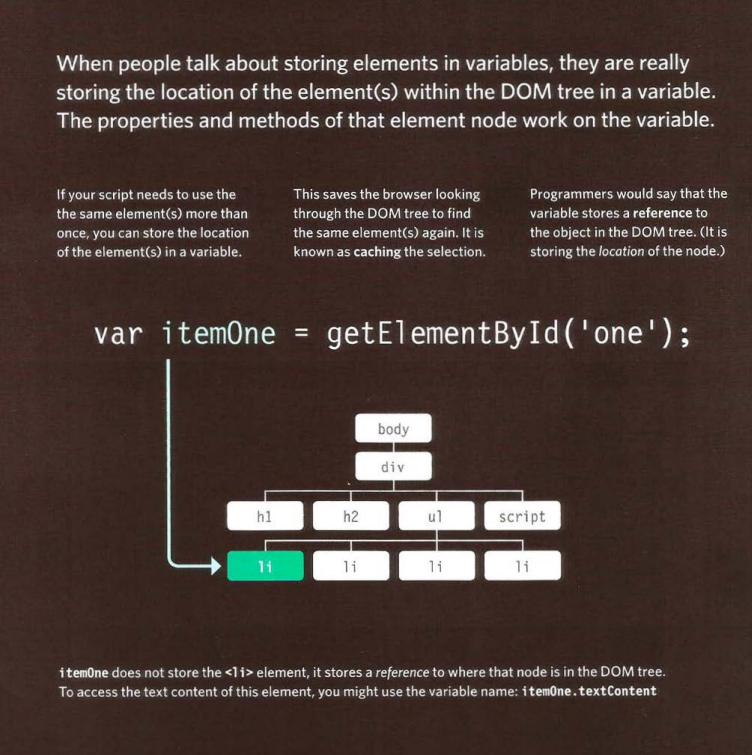 When people talk about storing elements in variables, they are really
storing the location of the element(s) within the DOM tree in a variable.
The properties and methods of that element node work on the variable.
If your script needs to use the
the same element(s) more than
once, you can store the location
of the element(s) in a variable.
This saves the browser looking
through the DOM tree to find
the same element(s) again. It is
known as caching the selection.
Programmers would say that the
variable stores a reference to
the object in the DOM tree. (It is
storing the location of the node.)
var itemOne = getElementById('one');
body
div
h1 h2 ul script
li li li li
itemOne does not store the <li> element, it stores a reference to where that node is in the DOM tree.
To access the text content of this element, you might use the variable name: itemOne.textContent